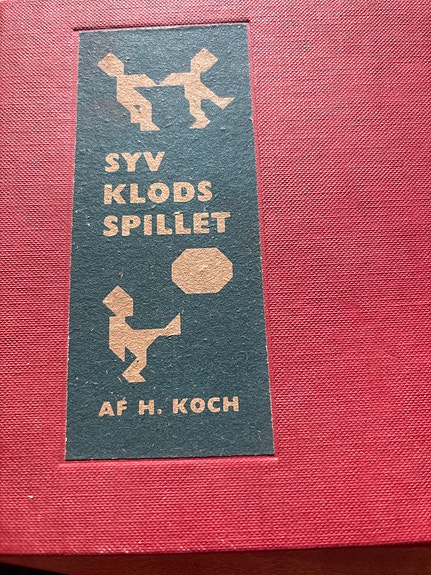 SYV
KLODS
SPILLET
AF H. KOCH